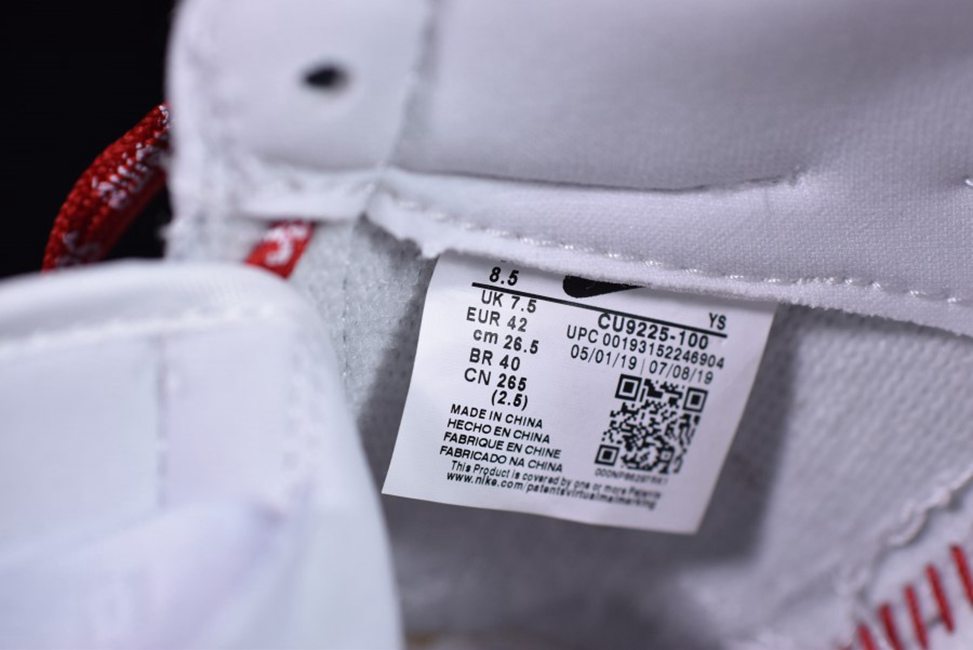 8.5
YS
UK 7.5
EUR 42
cm 26.5
BR 40
CN 265
(2.5)
CU9225-100
UPC 00193152246904
05/01/19 07/08/19
MADE IN CHINA
HECHO EN CHINA
FABRIQUE EN CHINE
FABRICADO NA CHINA
This Product is covered by one or more Patents
www.nike.com/patentsvirtualmarking